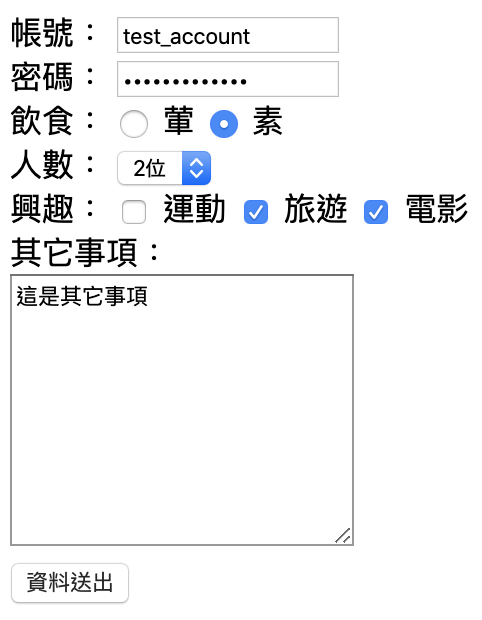 帳號： test_account
密碼： •••••••••••••
飲食： 葷 素
人數： 2位
興趣： 運動 旅遊 電影
其它事項：
這是其它事項
資料送出